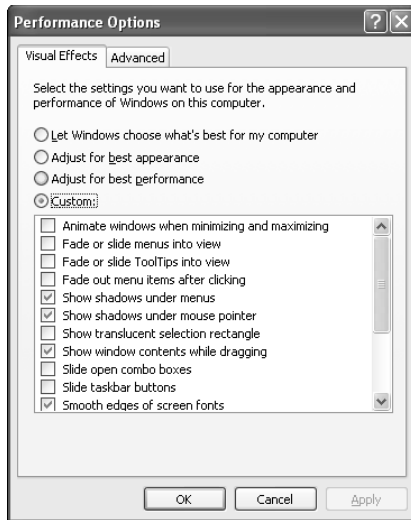 Performance Options
Visual Effects Advanced
Select the settings you want to use for the appearance and
performance of Windows on this computer.
Let Windows choose what's best for my computer
Adjust for best appearance
Adjust for best performance
Custom:
Animate windows when minimizing and maximizing
Fade or slide menus into view
Fade or slide ToolTips into view
Fade out menu items after clicking
Show shadows under menus
Show shadows under mouse pointer
Show translucent selection rectangle
Show window contents while dragging
Slide open combo boxes
Slide taskbar buttons
Smooth edges of screen fonts
OK Cancel Apply